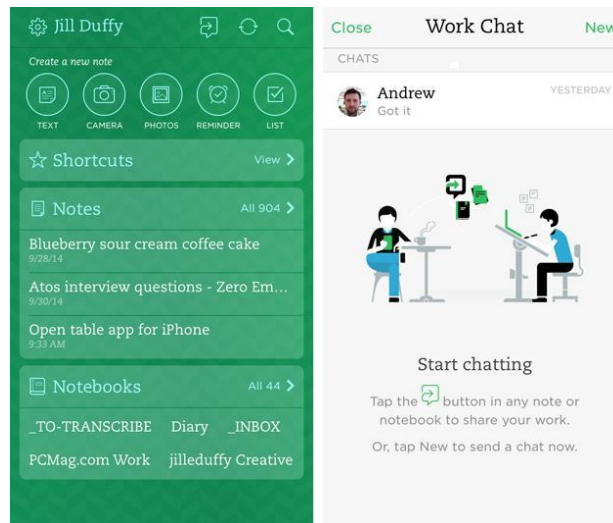 Jill Duffy
Create a new note
TEXT CAMERA PHOTOS REMINDER LIST
Shortcuts View
Notes All 904
Blueberry sour cream coffee cake
9/28/14
Atos interview questions - Zero Em...
9/30/14
Open table app for iPhone
9:33 AM
Notebooks All 44
_TO-TRANSCRIBE Diary _INBOX
PCMag.com Work jilleduffy Creative
Close Work Chat New
CHATS
Andrew YESTERDAY
Got it
Start chatting
Tap the button in any note or
notebook to share your work.
Or, tap New to send a chat now.